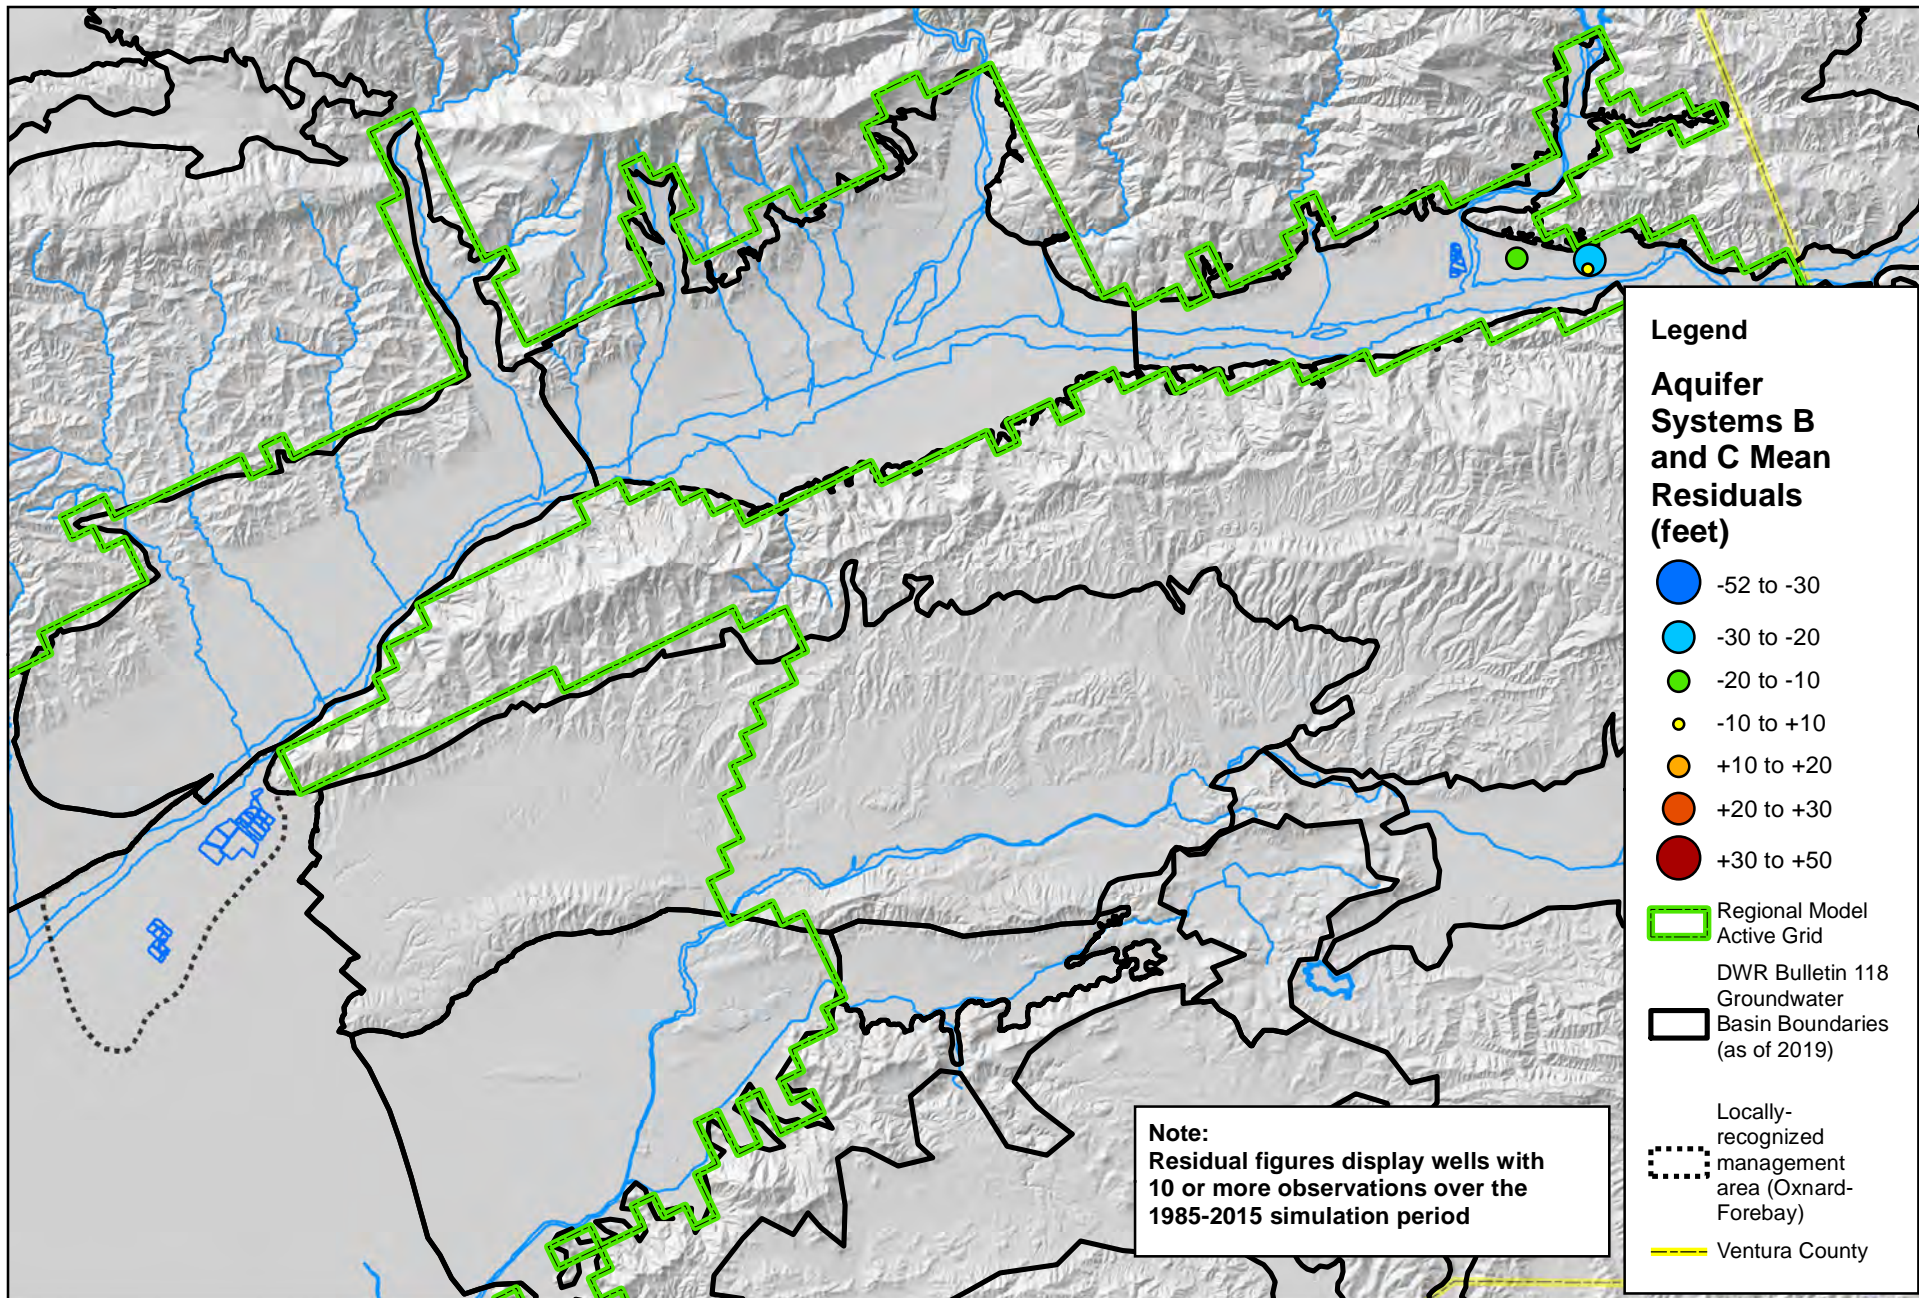 Legend
Aquifer
Systems B
and C Mean
Residuals
(feet)
-52 to -30
-30 to -20
-20 to -10
-10 to +10
+10 to +20
+20 to +30
+30 to +50
Regional Model
Active Grid
DWR Bulletin 118
Groundwater
Basin Boundaries
(as of 2019)
Locally-
recognized
management
area (Oxnard-
Forebay)
Ventura County
Note:
Residual figures display wells with
10 or more observations over the
1985-2015 simulation period